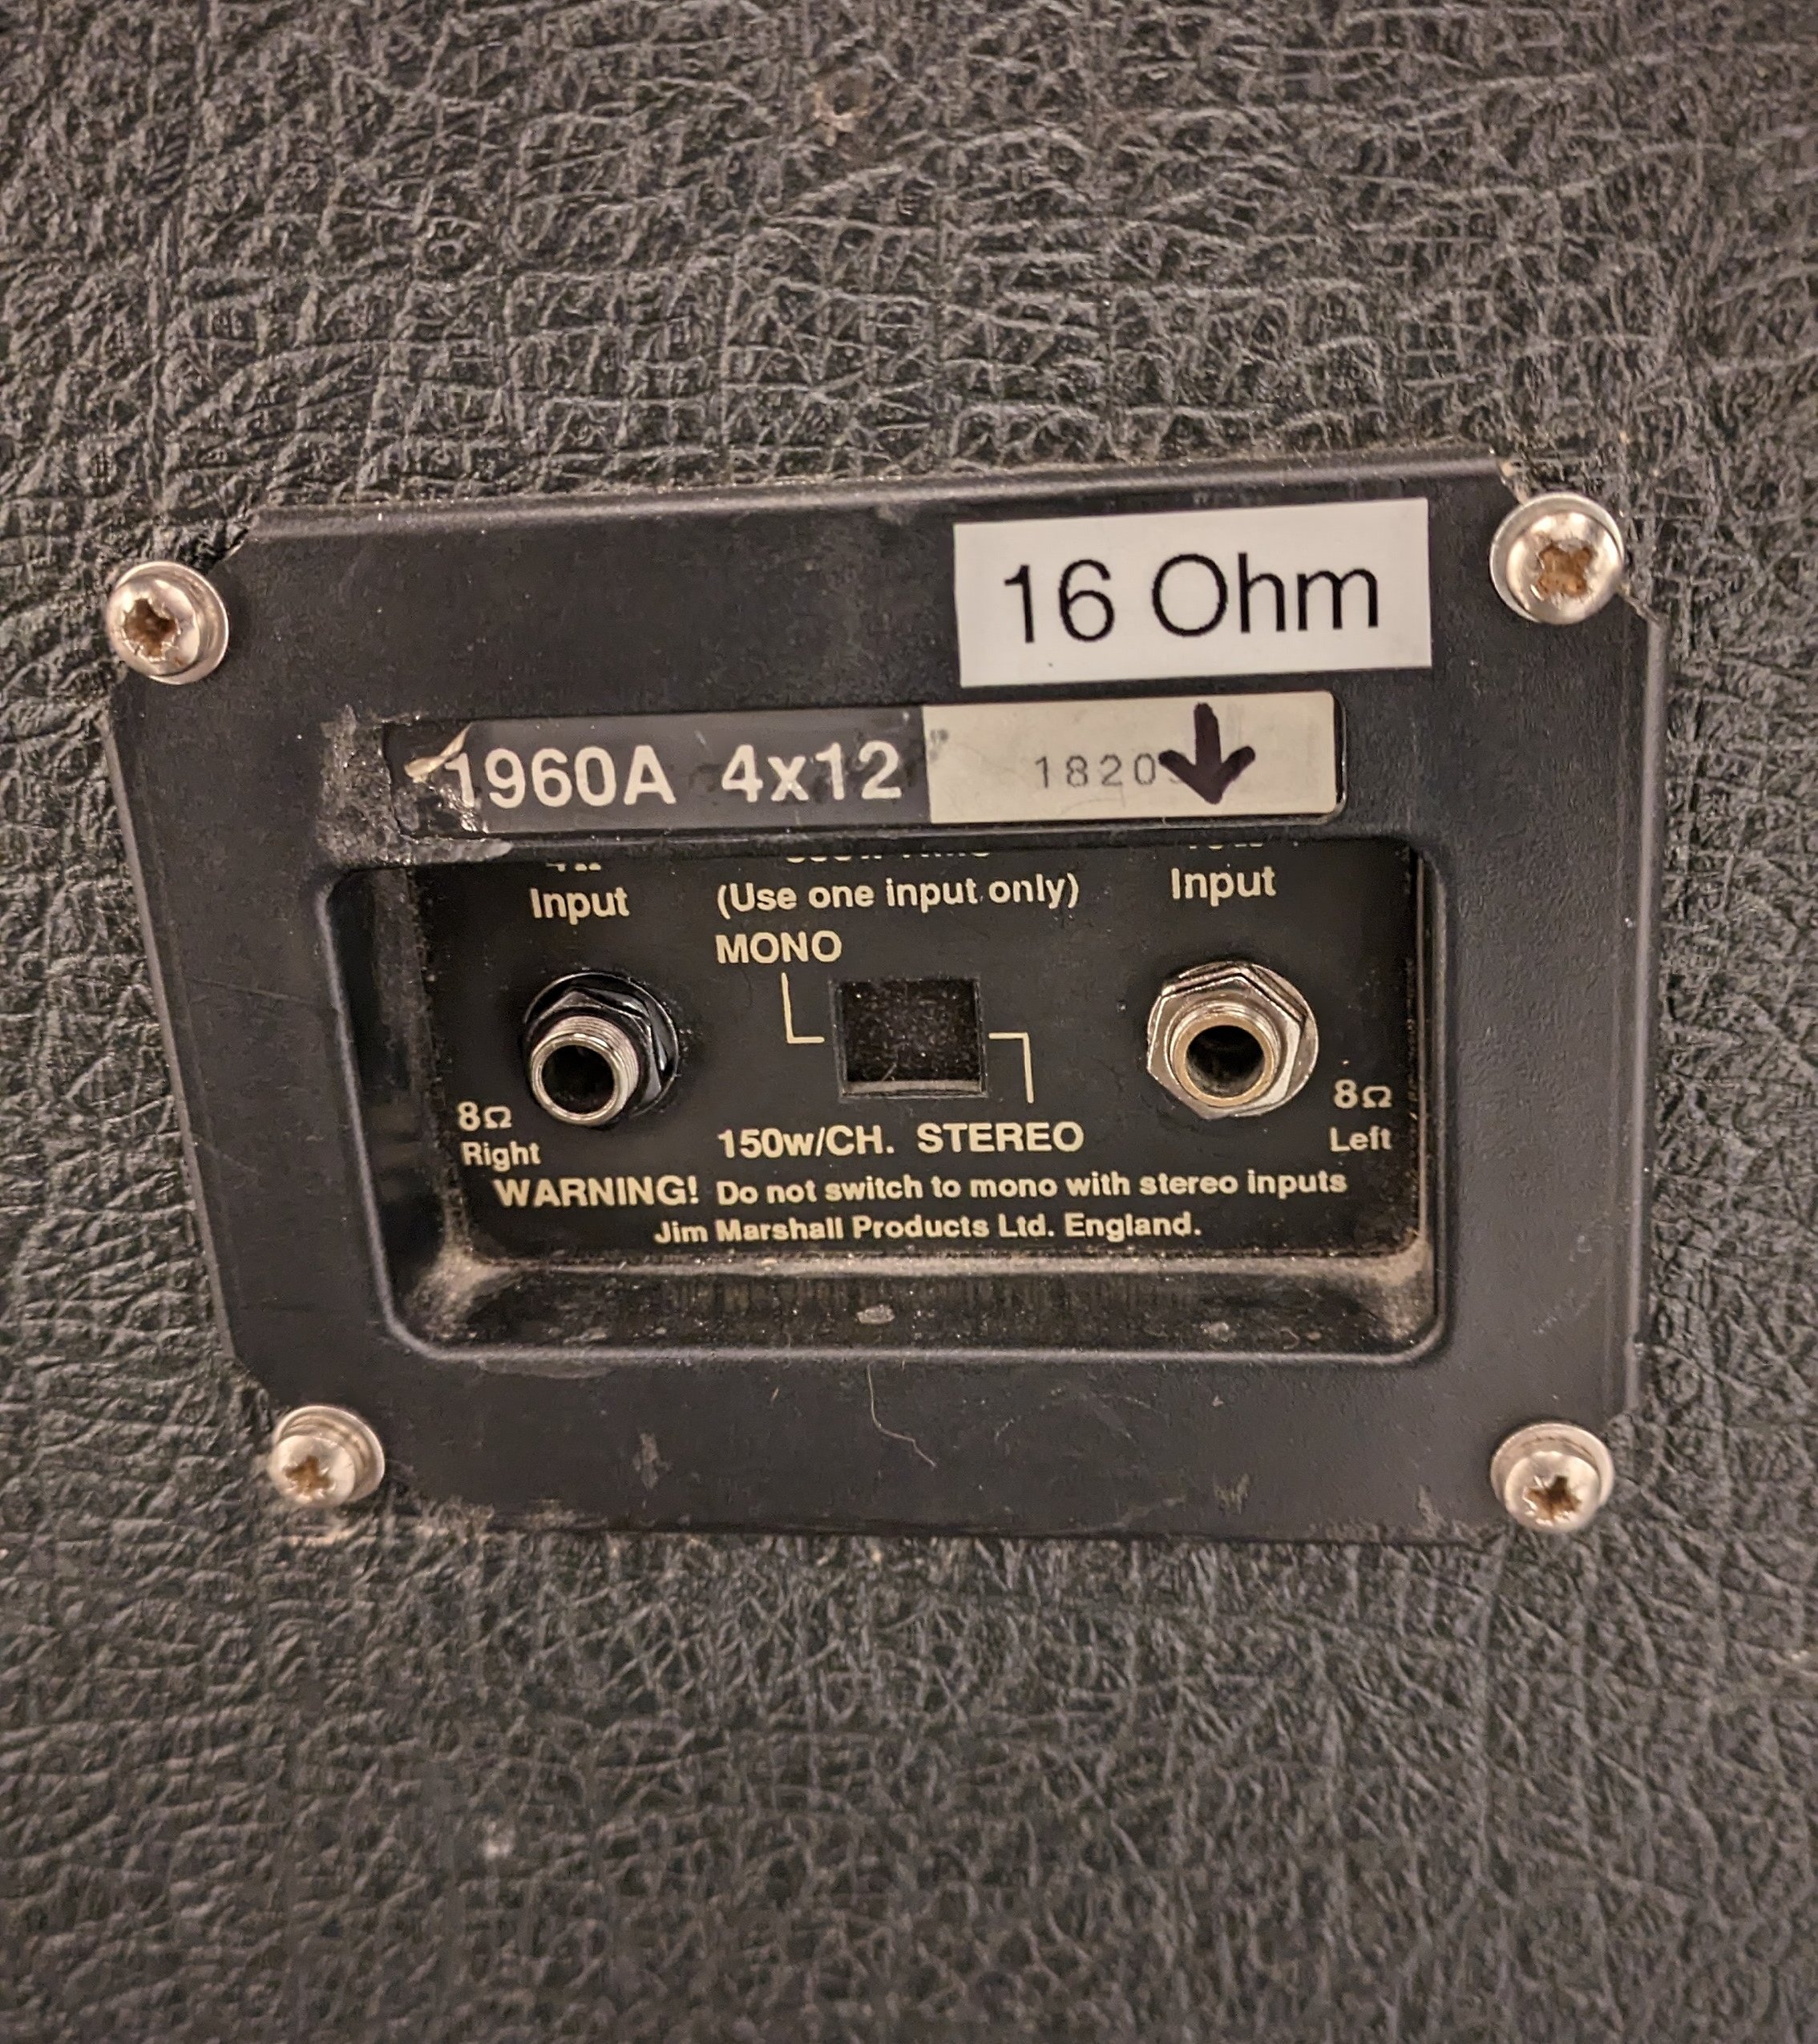 16 Ohm
1960A 4x12 1820
Input (Use one input only) Input
MONO
8Ω 8Ω
Right 150w/CH. STEREO Left
WARNING! Do not switch to mono with stereo inputs
Jim Marshall Products Ltd. England.